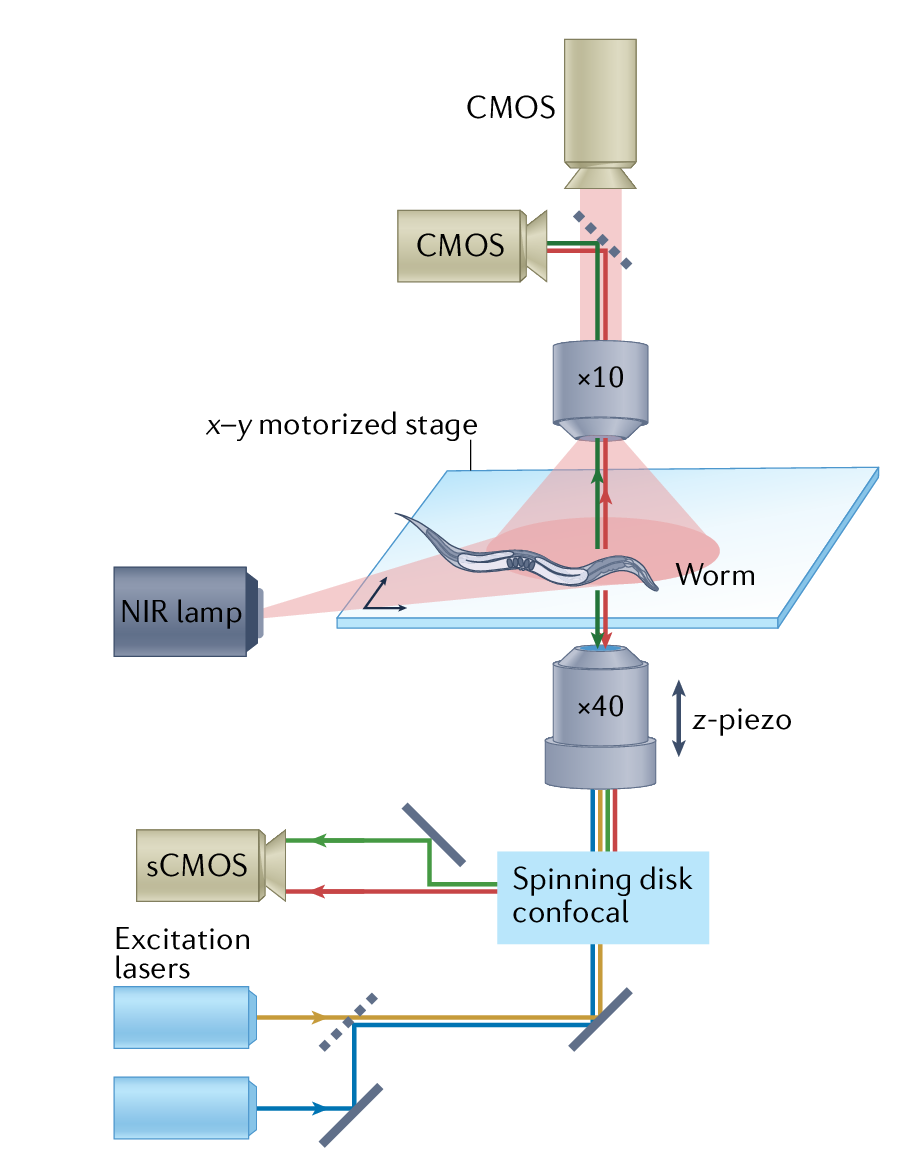 CMOS
CMOS
×10
x–y motorized stage
Worm
NIR lamp
×40
z-piezo
sCMOS
Spinning disk
confocal
Excitation
lasers